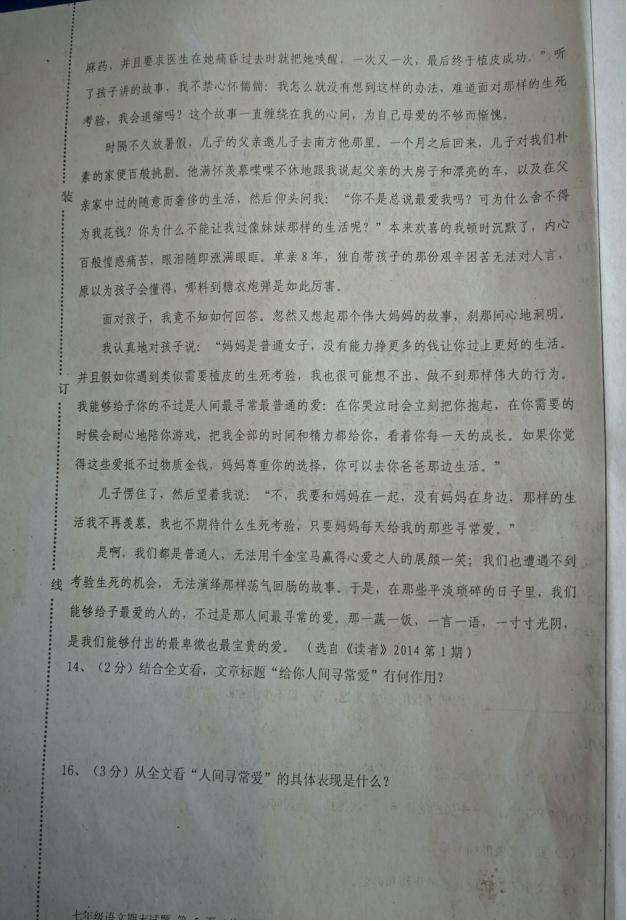 麻药、并且要求医生在她痛昏过去时就把她唤醒，一次又一次，最后终于植皮成功。”听
了孩子讲的故事，我不禁心怀惴惴：我怎么就没有想到这样的办法，难道面对那样的生死
考验，我会退缩吗？这个故事一直缠绕在我的心间，为自己母爱的不够而惭愧。
时隔不久放暑假，儿子的父亲邀儿子去南方他那里。一个月之后回来，儿子对我们朴
素的家便百般挑剔。他满怀羡慕喋喋不休地跟我说起父亲的大房子和漂亮的车，以及在父
亲家中过的随意而奢侈的生活，然后仰头问我：“你不是总说最爱我吗？可为什么舍不得
为我花钱？你为什么不能让我过像妹妹那样的生活呢？”本来欢喜的我顿时沉默了，内心
百般惶惑痛苦，眼泪随即涨满眼眶。单亲8年，独自带孩子的那份艰辛困苦无法对人言，
原以为孩子会懂得，哪料到糖衣炮弹是如此厉害。
面对孩子，我竟不知如何回答。忽然又想起那个伟大妈妈的故事，刹那间心地洞明。
我认真地对孩子说：“妈妈是普通女子，没有能力挣更多的钱让你过上更好的生活。
并且假如你遇到类似需要植皮的生死考验，我也很可能想不出、做不到那样伟大的行为。
我能够给予你的不过是人间最寻常最普通的爱：在你哭泣时会立刻把你抱起，在你需要的
时侯会耐心地陪你游戏，把我全部的时间和精力都给你，看着你每一天的成长。如果你觉
得这些爱抵不过物质金钱，妈妈尊重你的选择，你可以去你爸爸那边生活。”
儿子愣住了，然后望着我说：“不，我要和妈妈在一起，没有妈妈在身边，那样的生
活我不再羡慕。我也不期待什么生死考验，只要妈妈每天给我的那些寻常爱。”
是啊，我们都是普通人，无法用千金宝马赢得心爱之人的展颜一笑；我们也遭遇不到
考验生死的机会，无法演绎那样荡气回肠的故事。于是，在那些平淡琐碎的日子里，我们
能够给子最爱的人的，不过是那人间最寻常的爱。那一蔬一饭，一言一语，一寸寸光阴，
是我们能够付出的最卑微也最宝贵的爱。（选自《读者》2014第1期）
14、（2分）结合全文看，文章标题“给你人间寻常爱”有何作用？
16、（3分）从全文看“人间寻常爱”的具体表现是什么？
七年级语文期末试题 第
装
订
线